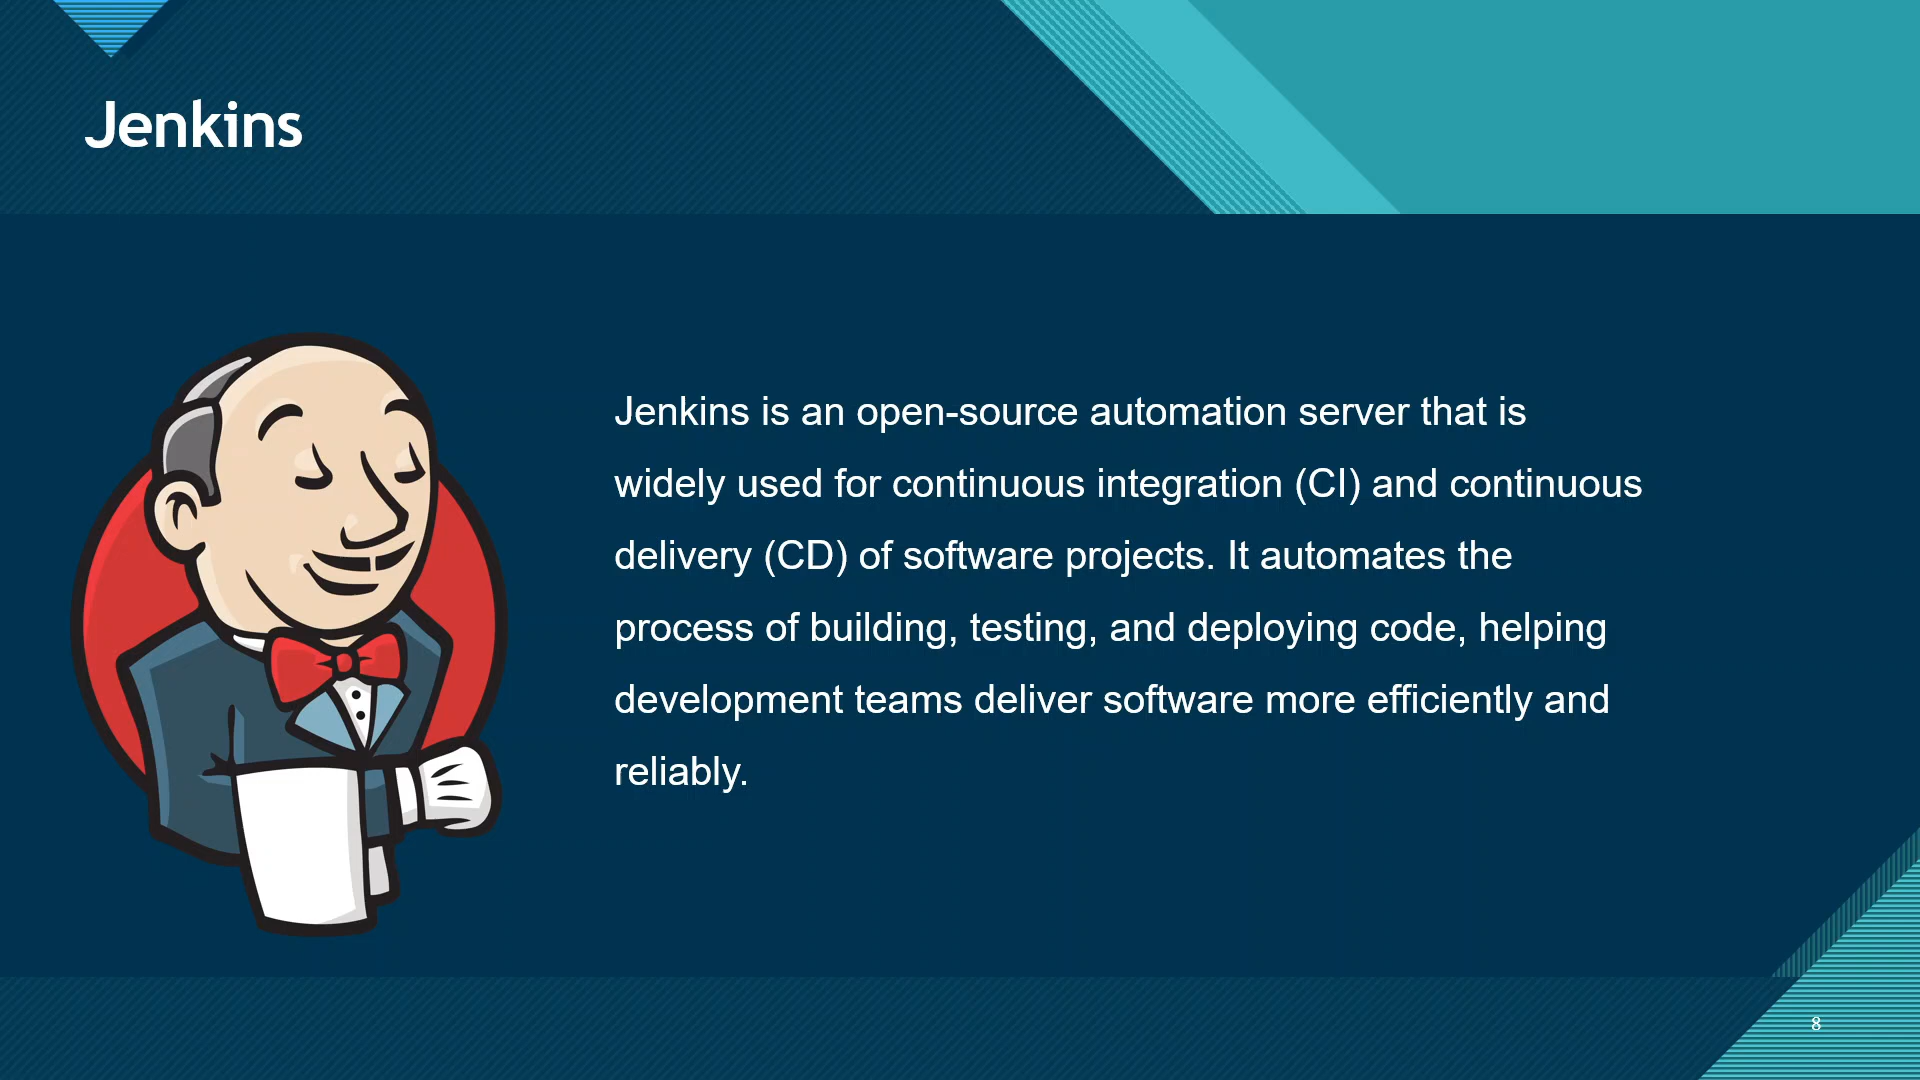 Jenkins
Jenkins is an open-source automation server that is
widely used for continuous integration (CI) and continuous
delivery (CD) of software projects. It automates the
process of building, testing, and deploying code, helping
development teams deliver software more efficiently and
reliably.
8